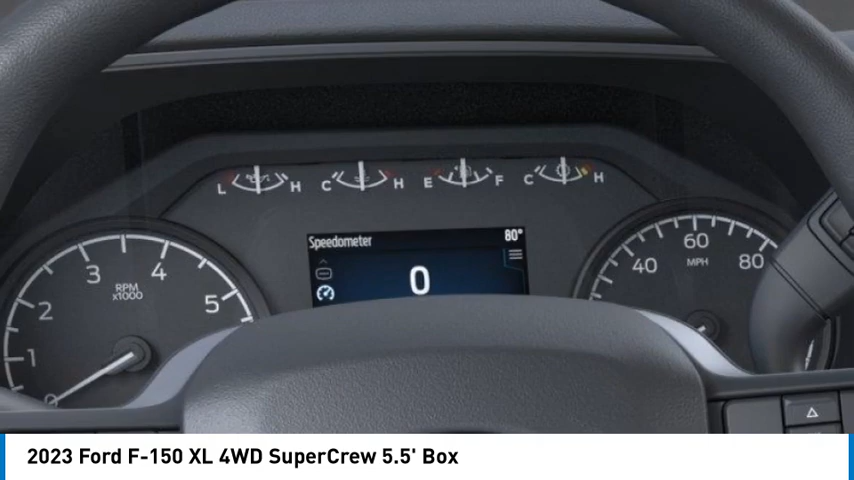 L H C H E F C H
Speedometer 80°
0
0 1 2 3 4 5
RPM
x1000
40 60 80
MPH
2023 Ford F-150 XL 4WD SuperCrew 5.5' Box